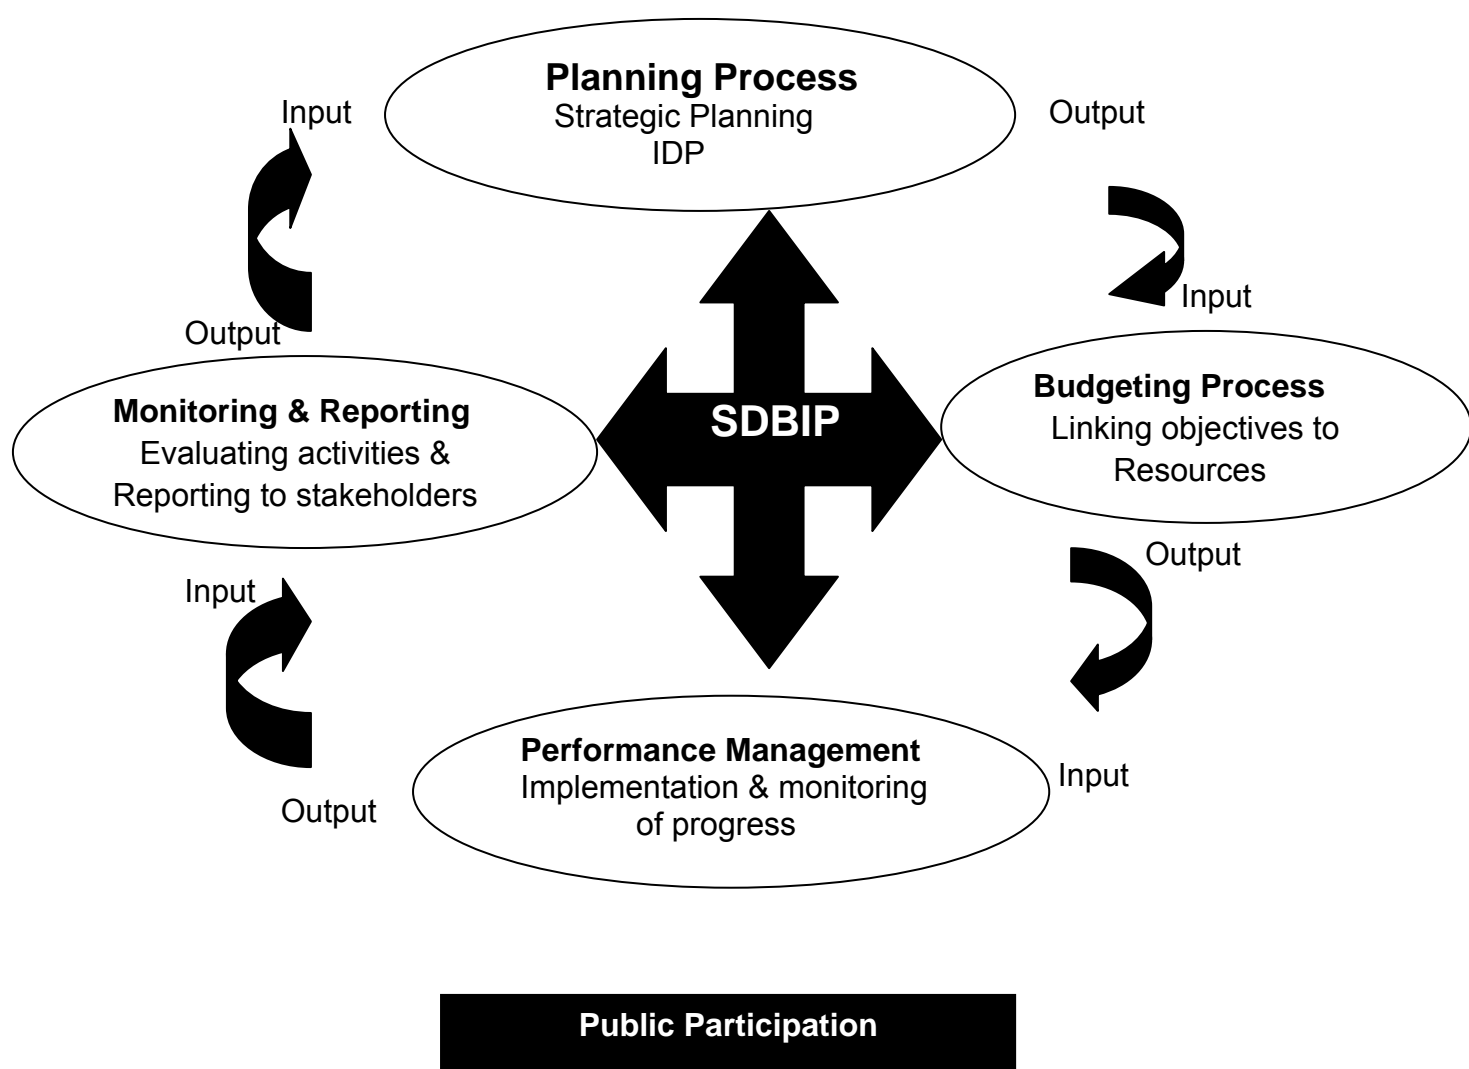 Planning Process
Strategic Planning
IDP
Input
Output
Input
Output
Monitoring & Reporting
Evaluating activities &
Reporting to stakeholders
SDBIP
Budgeting Process
Linking objectives to
Resources
Output
Input
Performance Management
Implementation & monitoring
of progress
Input
Output
Public Participation